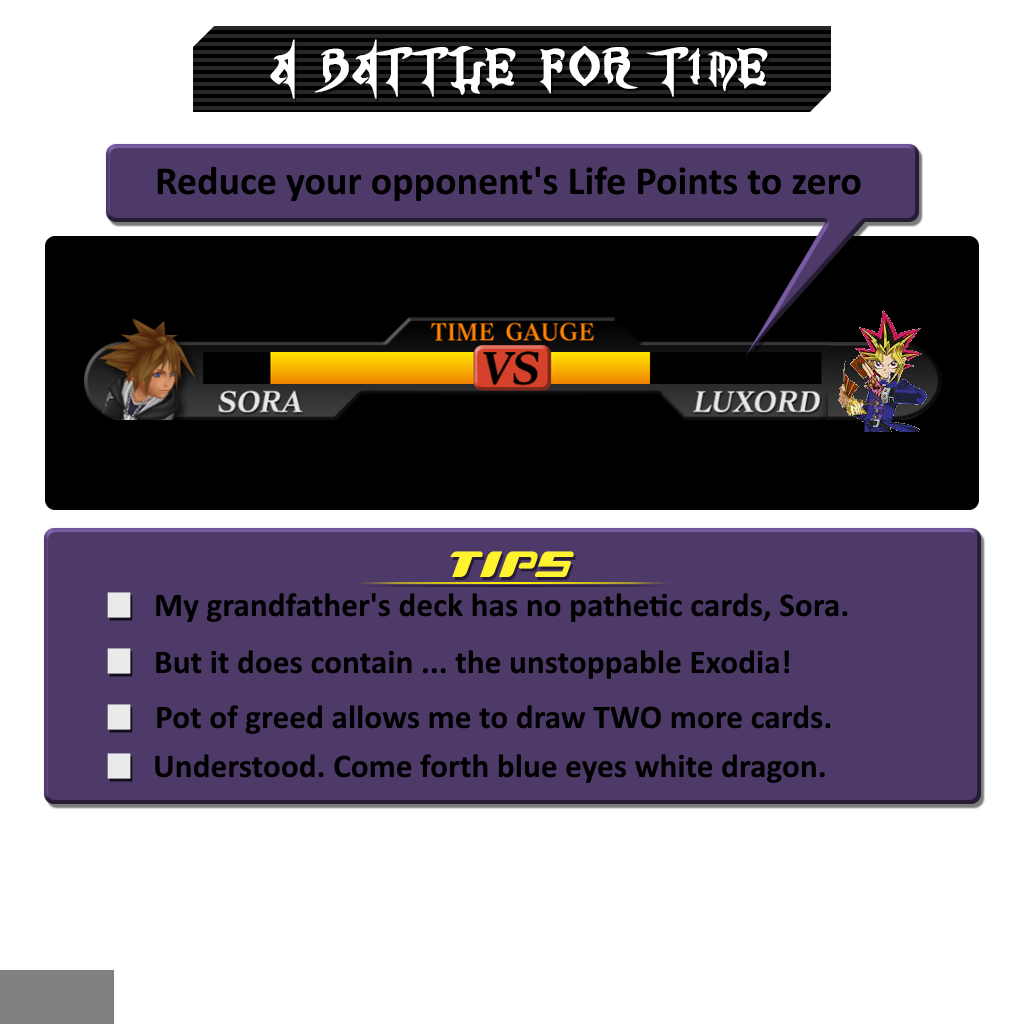 A BATTLE FOR TIME
Reduce your opponent's Life Points to zero
TIME GAUGE
VS
SORA
LUXORD
TIPS
My grandfather's deck has no pathetic cards, Sora.
But it does contain ... the unstoppable Exodia!
Pot of greed allows me to draw TWO more cards.
Understood. Come forth blue eyes white dragon.